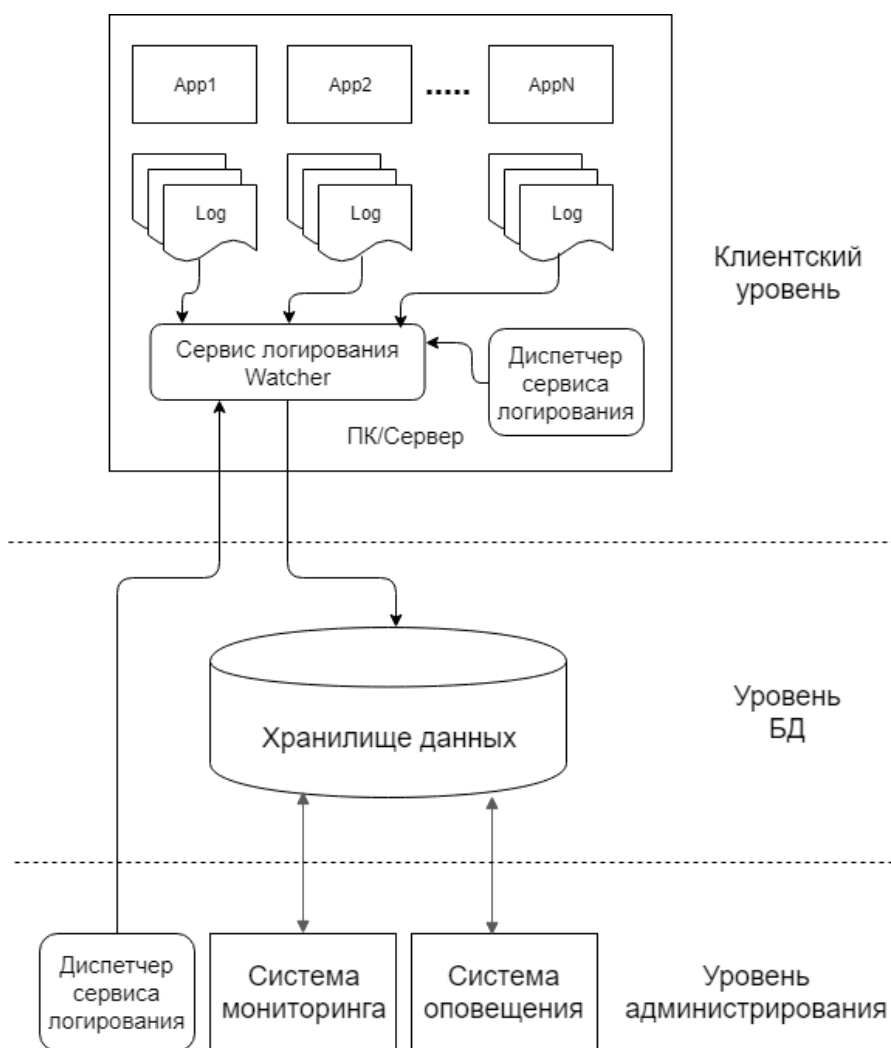 App1
App2
.....
AppN
Log
Log
Log
Клиентский
уровень
Сервис логирования
Watcher
Диспетчер
сервиса
логирования
ПК/Сервер
Хранилище данных
Уровень
БД
Диспетчер
сервиса
логирования
Система
мониторинга
Система
оповещения
Уровень
администрирования